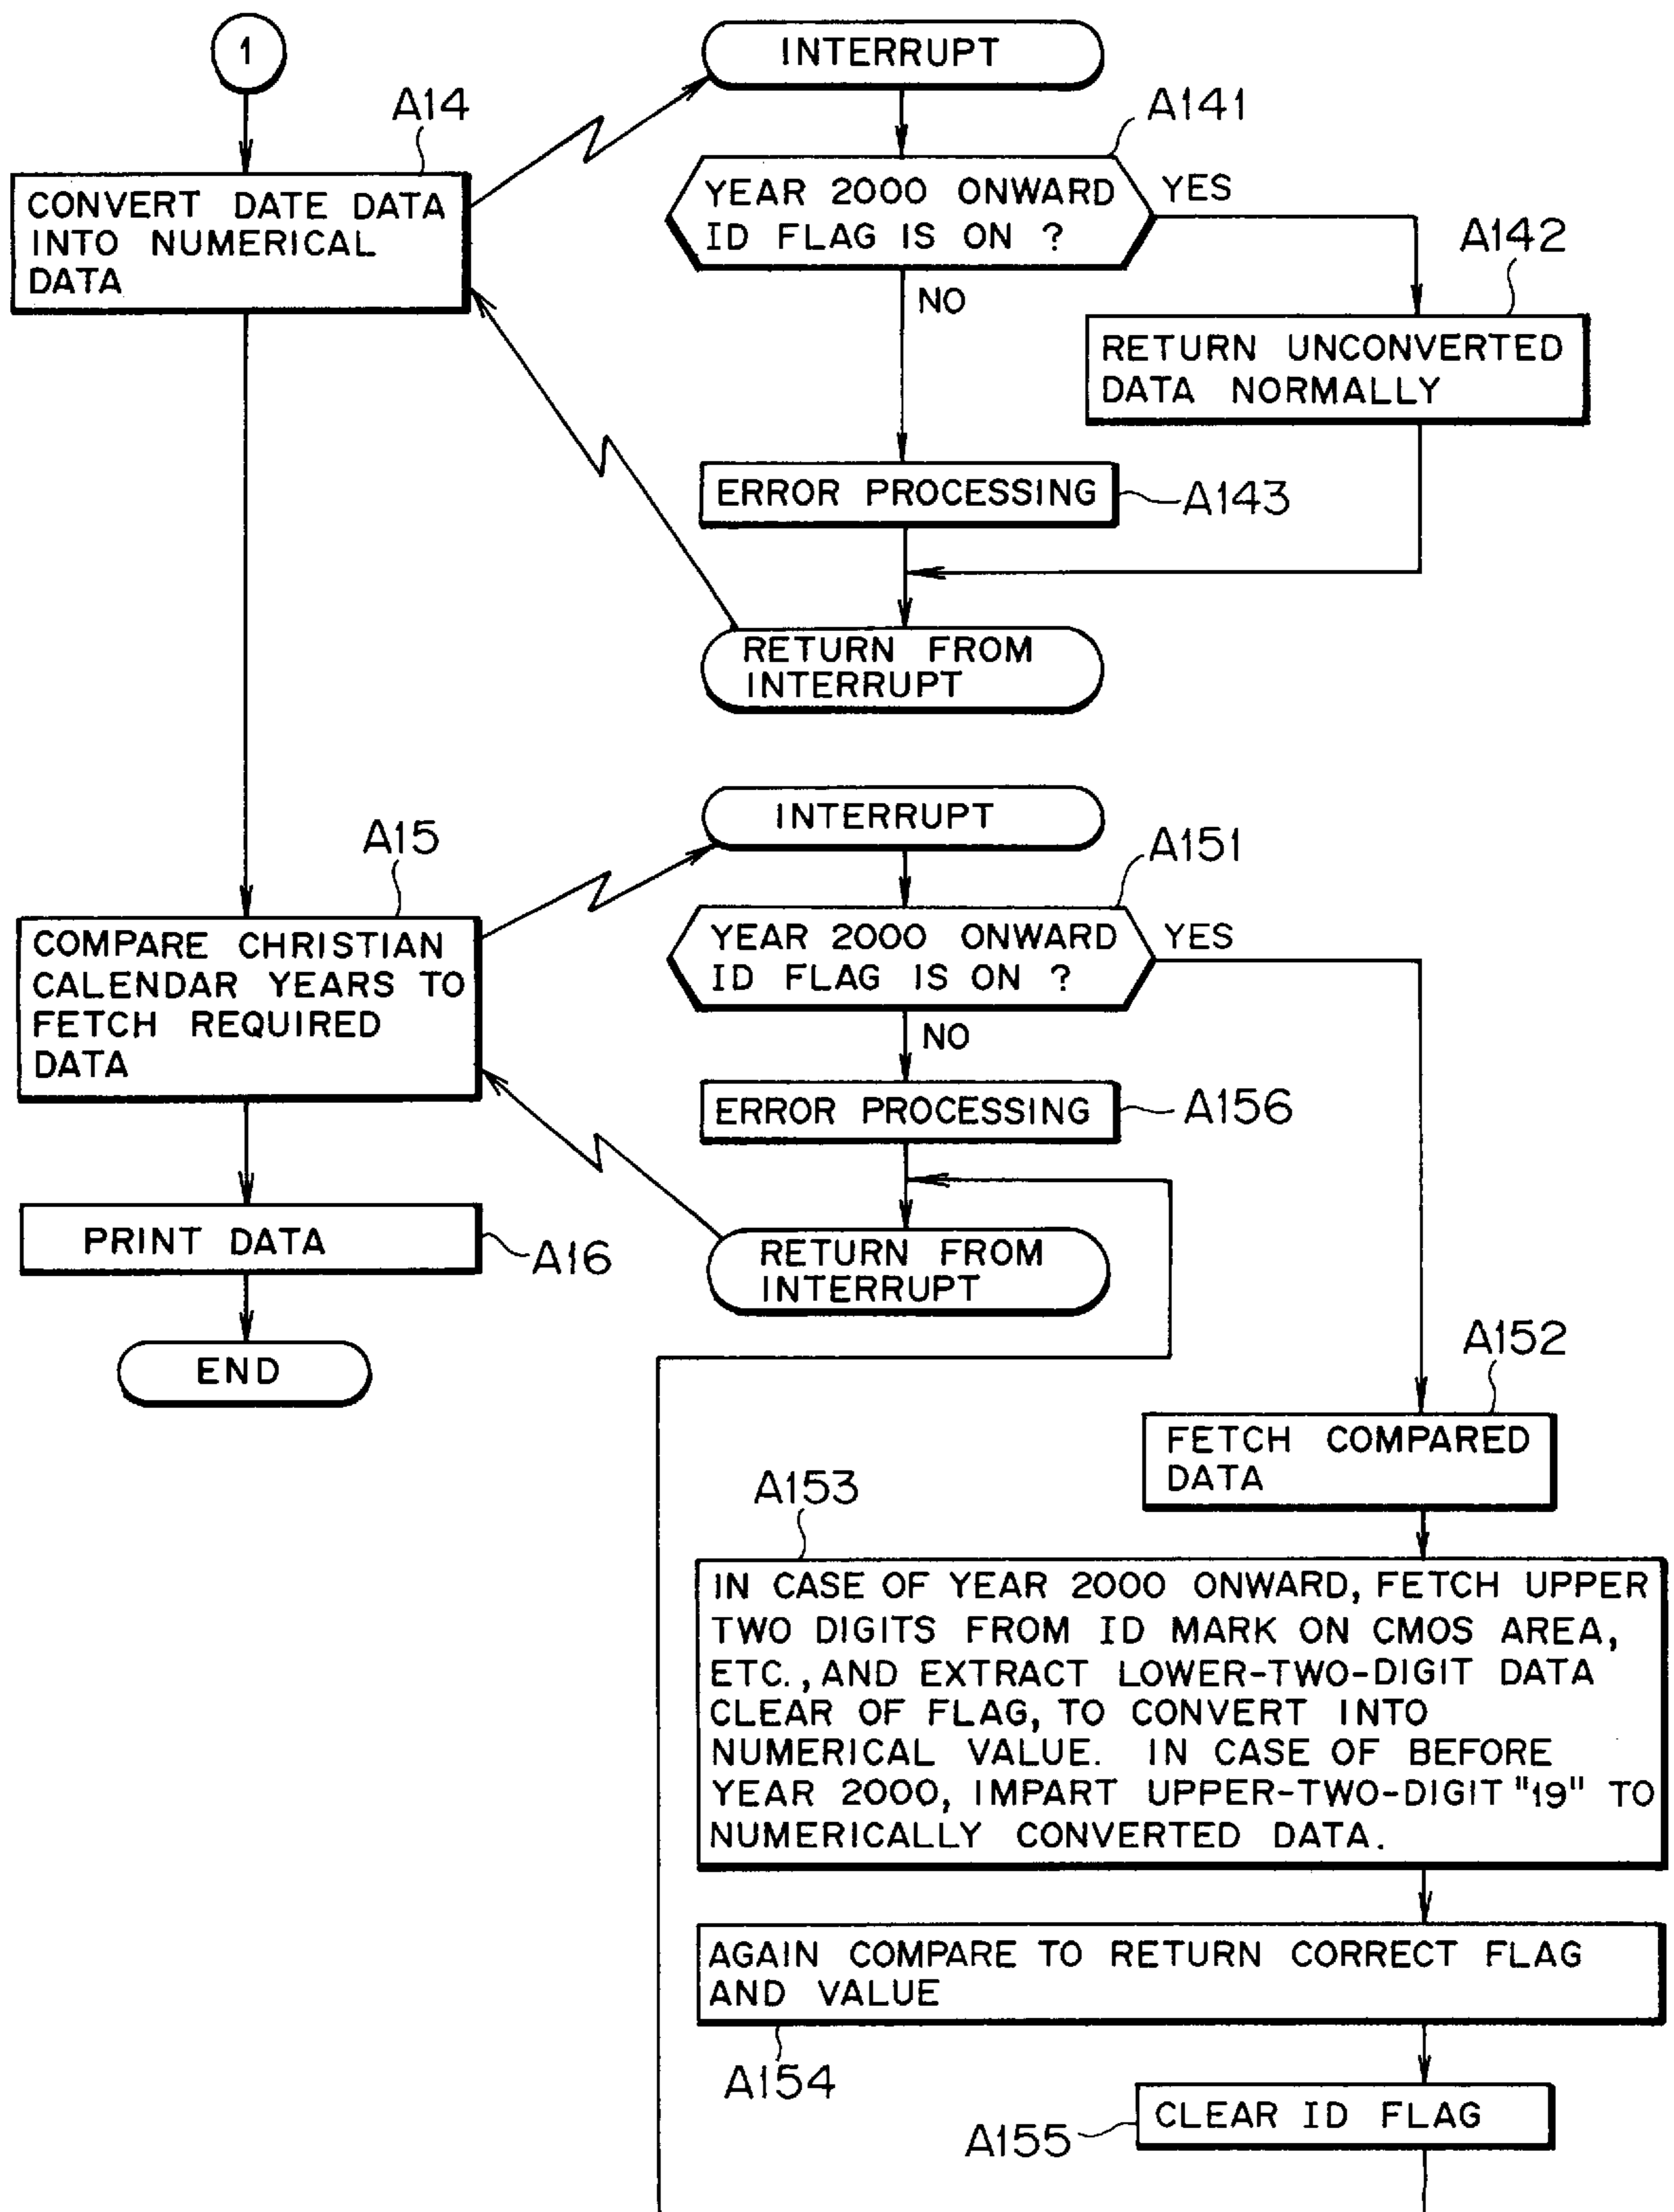 1
INTERRUPT
A14
A141
CONVERT DATE DATA
INTO NUMERICAL
DATA
YEAR 2000 ONWARD
ID FLAG IS ON ?
YES
NO
A142
RETURN UNCONVERTED
DATA NORMALLY
ERROR PROCESSING
A143
RETURN FROM
INTERRUPT
INTERRUPT
A15
A151
COMPARE CHRISTIAN
CALENDAR YEARS TO
FETCH REQUIRED
DATA
YEAR 2000 ONWARD
ID FLAG IS ON ?
YES
NO
ERROR PROCESSING
A156
PRINT DATA
A16
RETURN FROM
INTERRUPT
END
A152
FETCH COMPARED
DATA
A153
IN CASE OF YEAR 2000 ONWARD, FETCH UPPER
TWO DIGITS FROM ID MARK ON CMOS AREA,
ETC., AND EXTRACT LOWER-TWO-DIGIT DATA
CLEAR OF FLAG, TO CONVERT INTO
NUMERICAL VALUE. IN CASE OF BEFORE
YEAR 2000, IMPART UPPER-TWO-DIGIT "19" TO
NUMERICALLY CONVERTED DATA.
AGAIN COMPARE TO RETURN CORRECT FLAG
AND VALUE
A154
CLEAR ID FLAG
A155